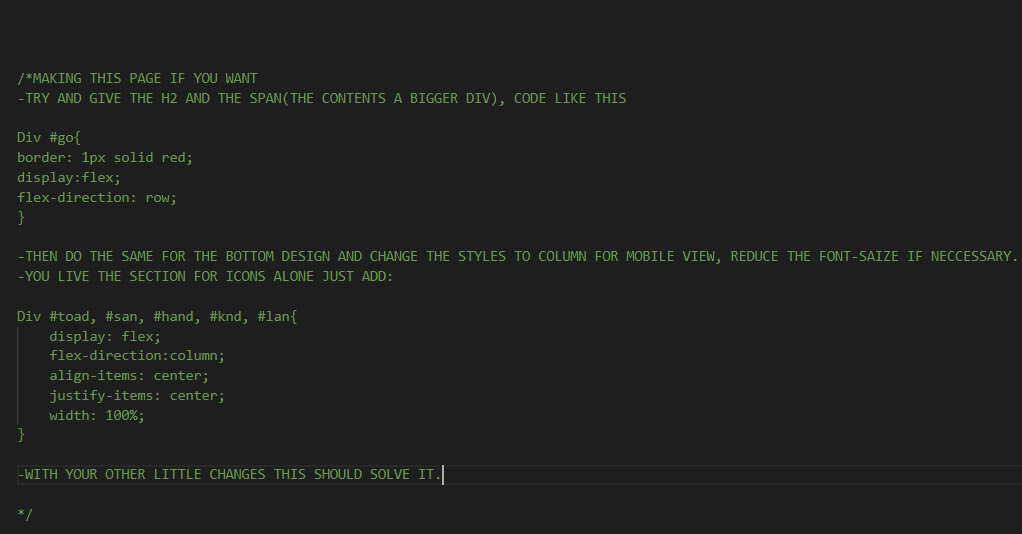 /*MAKING THIS PAGE IF YOU WANT
-TRY AND GIVE THE H2 AND THE SPAN(THE CONTENTS A BIGGER DIV), CODE LIKE THIS
Div #go{
border: 1px solid red;
display:flex;
flex-direction: row;
}
-THEN DO THE SAME FOR THE BOTTOM DESIGN AND CHANGE THE STYLES TO COLUMN FOR MOBILE VIEW, REDUCE THE FONT-SAIZE IF NECCESSARY.
-YOU LIVE THE SECTION FOR ICONS ALONE JUST ADD:
Div #toad, #san, #hand, #knd, #lan{
display: flex;
flex-direction:column;
align-items: center;
justify-items: center;
width: 100%;
}
-WITH YOUR OTHER LITTLE CHANGES THIS SHOULD SOLVE IT.
*/